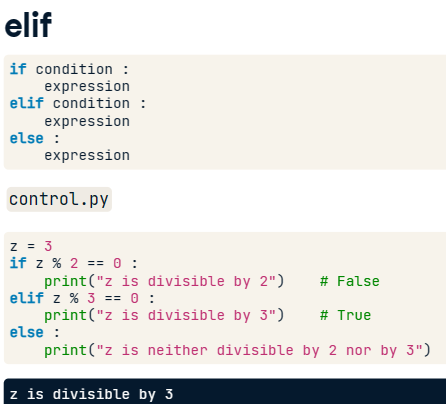 elif
if condition :
    expression
elif condition :
    expression
else :
    expression
control.py
z = 3
if z % 2 == 0 :
    print("z is divisible by 2")    # False
elif z % 3 == 0 :
    print("z is divisible by 3")    # True
else :
    print("z is neither divisible by 2 nor by 3")
z is divisible by 3